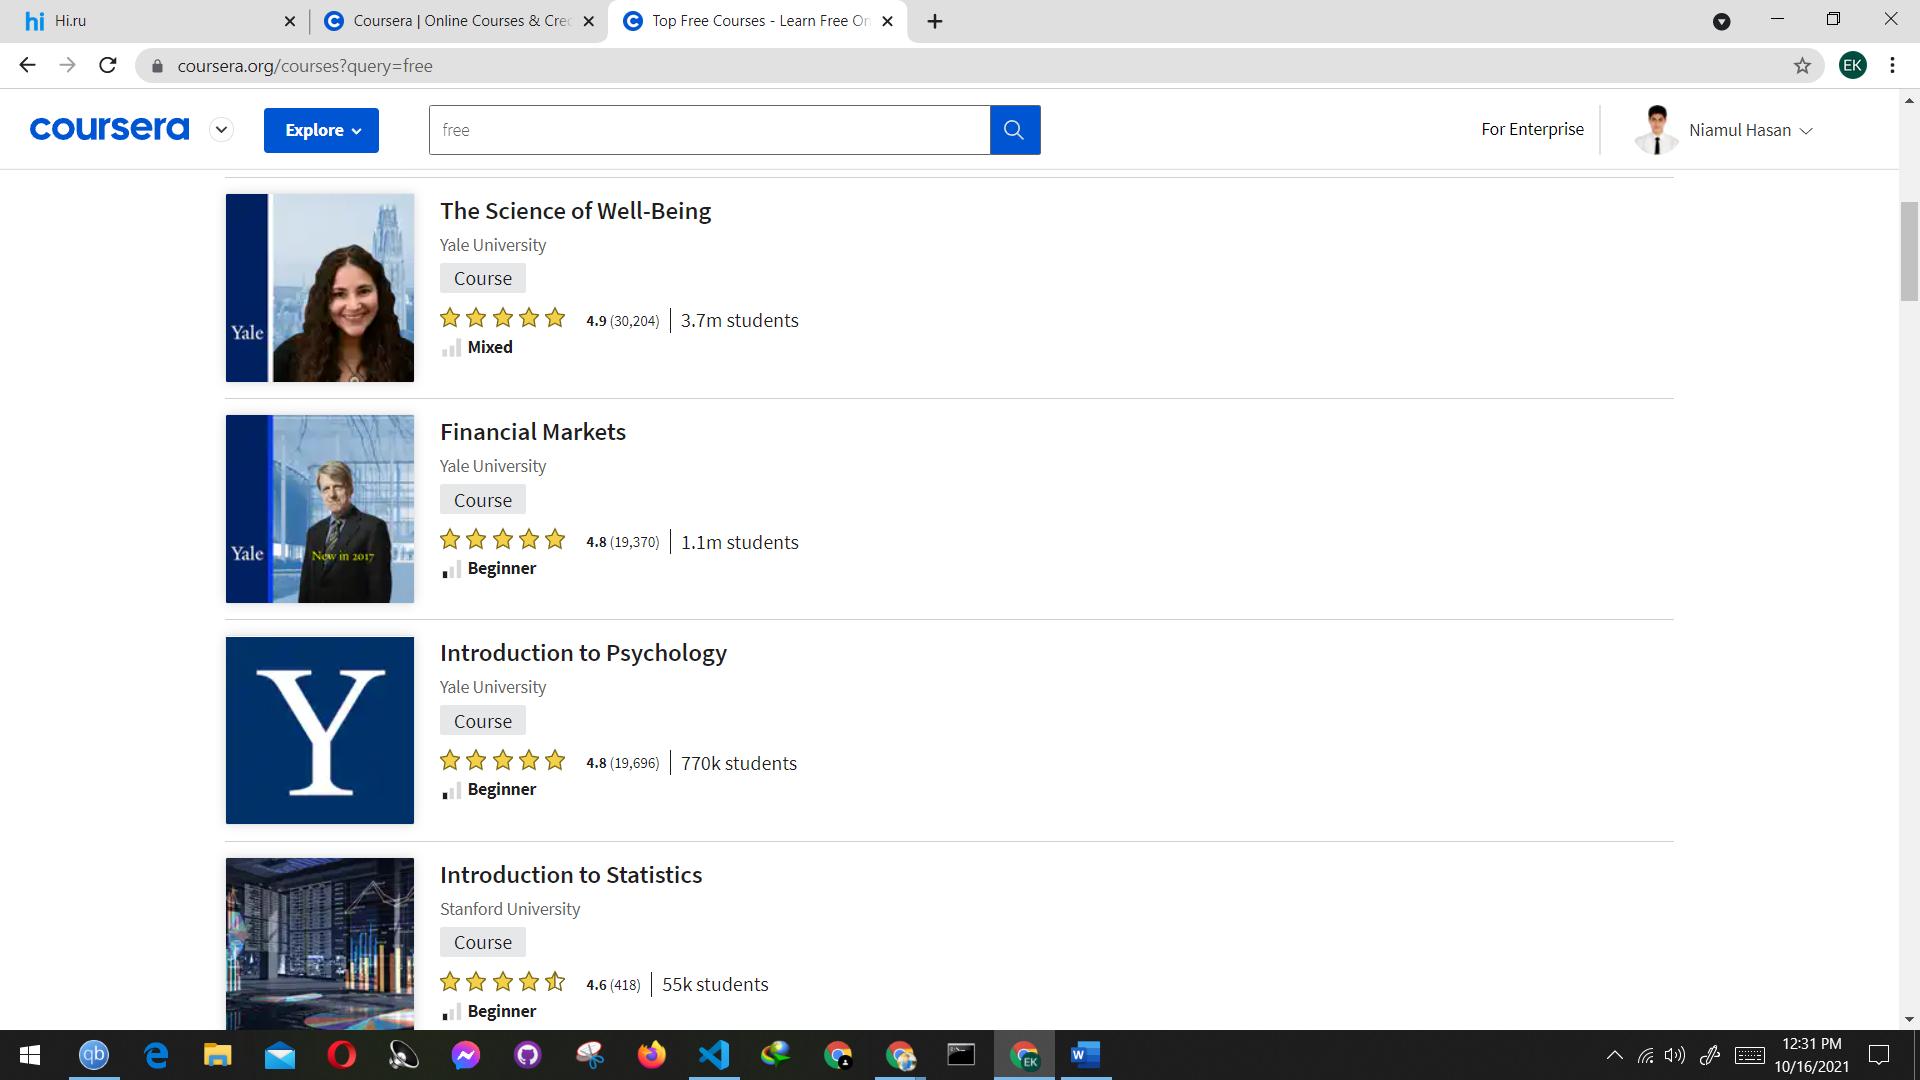 Hi.ru
Coursera | Online Courses & Cred
Top Free Courses - Learn Free On
coursera.org/courses?query=free
EK
coursera
Explore
free
For Enterprise
Niamul Hasan
Yale
The Science of Well-Being
Yale University
Course
4.9 (30,204) 3.7m students
Mixed
Yale
New in 2017
Financial Markets
Yale University
Course
4.8 (19,370) 1.1m students
Beginner
Y
Introduction to Psychology
Yale University
Course
4.8 (19,696) 770k students
Beginner
Introduction to Statistics
Stanford University
Course
4.6 (418) 55k students
Beginner
12:31 PM
10/16/2021